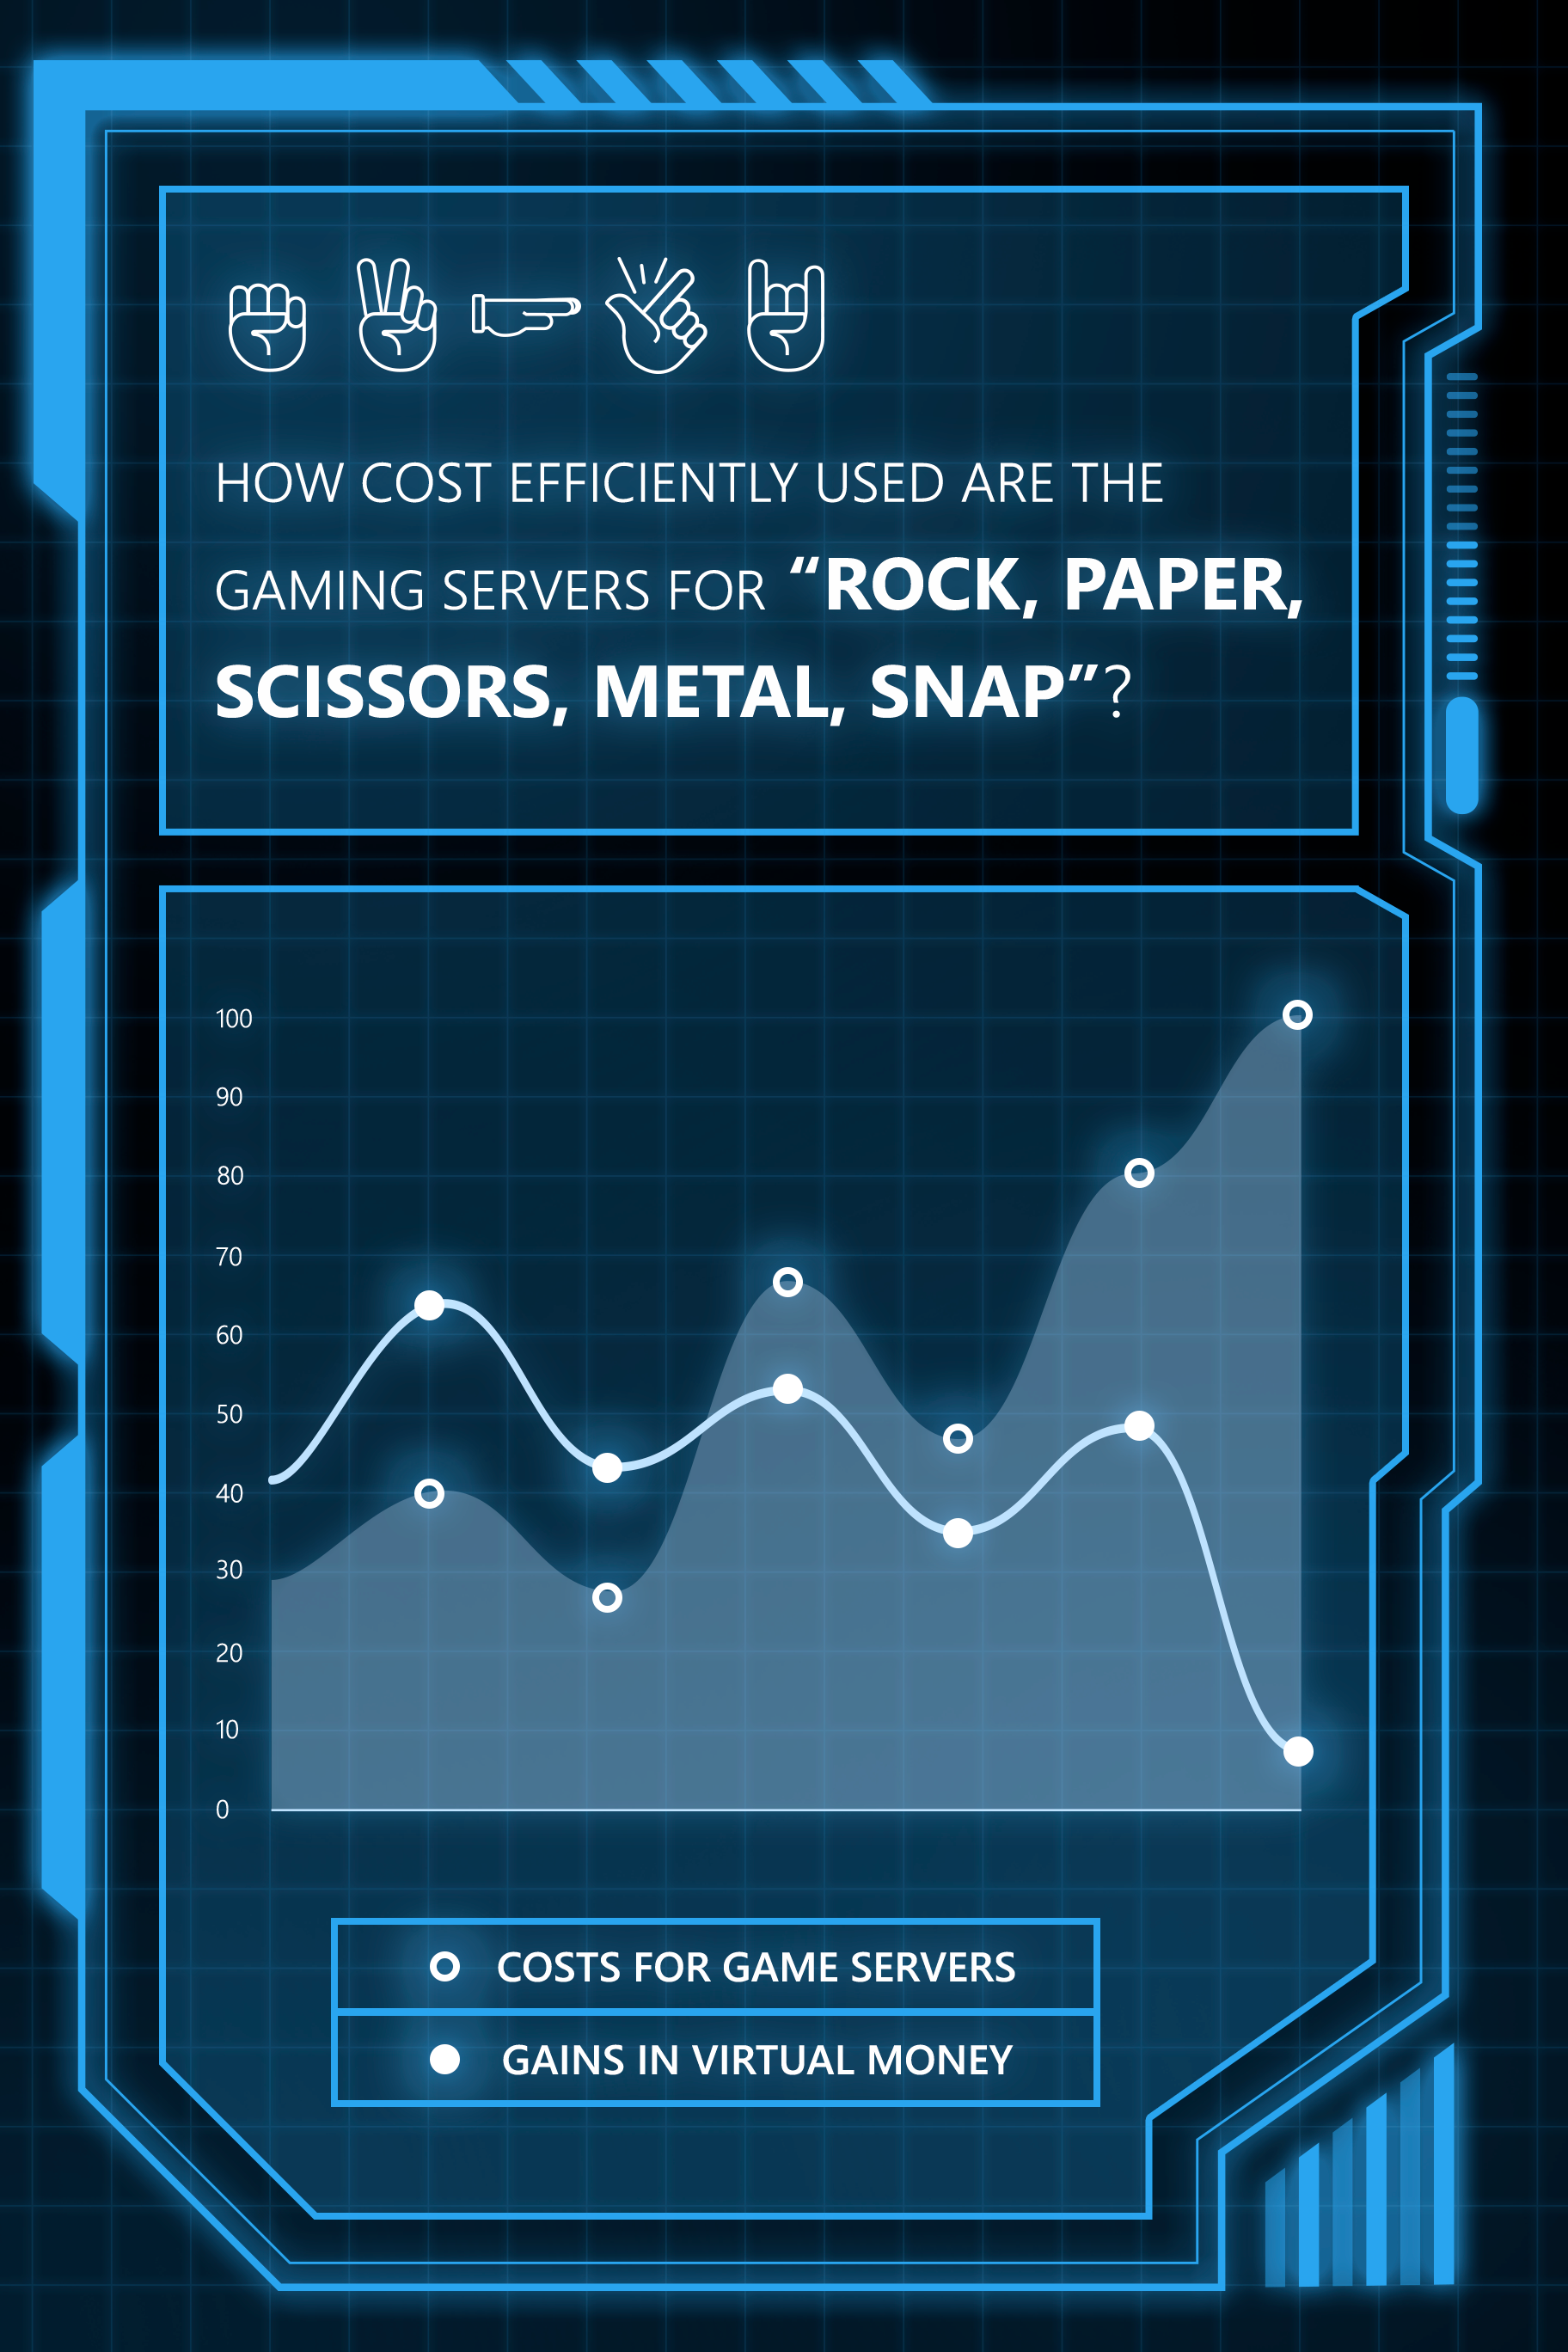 HOW COST EFFICIENTLY USED ARE THE
GAMING SERVERS FOR “ROCK, PAPER,
SCISSORS, METAL, SNAP”?
100
90
80
70
60
50
40
30
20
10
0
COSTS FOR GAME SERVERS
GAINS IN VIRTUAL MONEY